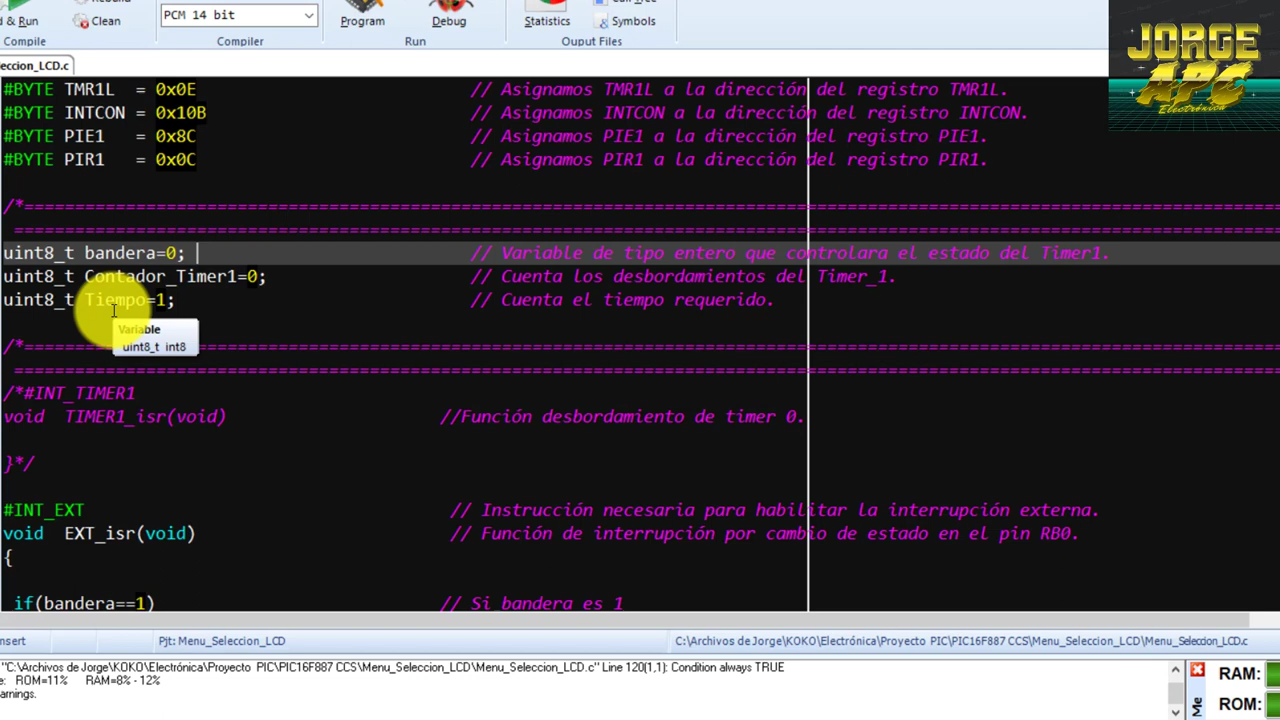 & Run
Clean
PCM 14 bit
Program
Debug
Statistics
Symbols
Compile
Compiler
Run
Ouput Files
JORGE
APC
Electrónica
eccion_LCD.c
#BYTE TMR1L = 0x0E // Asignamos TMR1L a la dirección del registro TMR1L.
#BYTE INTCON = 0x10B // Asignamos INTCON a la dirección del registro INTCON.
#BYTE PIE1 = 0x8C // Asignamos PIE1 a la dirección del registro PIE1.
#BYTE PIR1 = 0x0C // Asignamos PIR1 a la dirección del registro PIR1.
uint8_t bandera=0; // Variable de tipo entero que controlara el estado del Timer1.
uint8_t Contador_Timer1=0; // Cuenta los desbordamientos del Timer_1.
uint8_t Tiempo=1; // Cuenta el tiempo requerido.
Variable
uint8_t int8
/*#INT_TIMER1
void TIMER1_isr(void) //Función desbordamiento de timer 0.
}*/
#INT_EXT // Instrucción necesaria para habilitar la interrupción externa.
void EXT_isr(void) // Función de interrupción por cambio de estado en el pin RB0.
{
if(bandera==1) // Si bandera es 1
nsert
Pjt: Menu_Seleccion_LCD
C:\Archivos de Jorge\KOKO\Electrónica\Proyecto PIC\PIC16F887 CCS\Menu_Seleccion_LCD\Menu_Seleccion_LCD.c
"C:\Archivos de Jorge\KOKO\Electrónica\Proyecto PIC\PIC16F887 CCS\Menu_Seleccion_LCD\Menu_Seleccion_LCD.c" Line 120(1,1): Condition always TRUE
e: ROM=11% RAM=8% - 12%
arnings.
Me
RAM:
ROM: